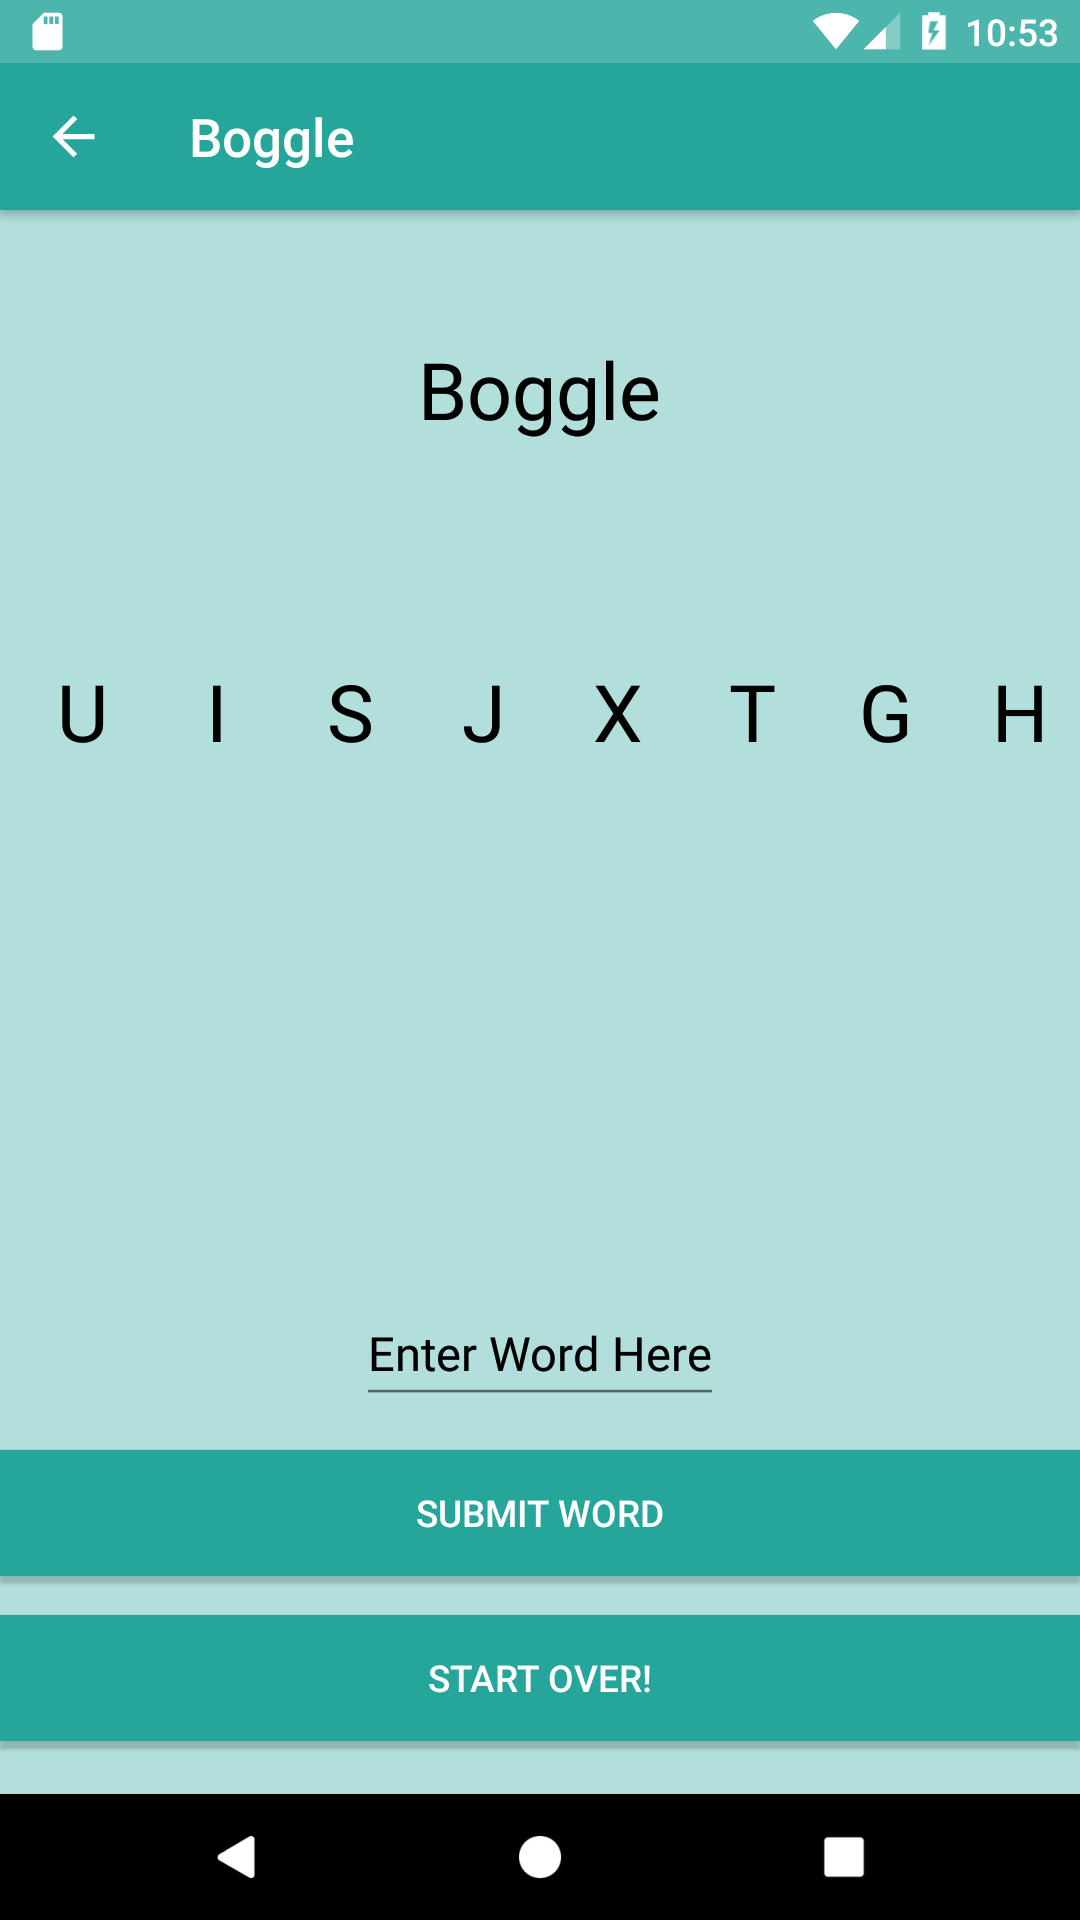 10:53
Boggle
Boggle
U I S J X T G H
Enter Word Here
SUBMIT WORD
START OVER!